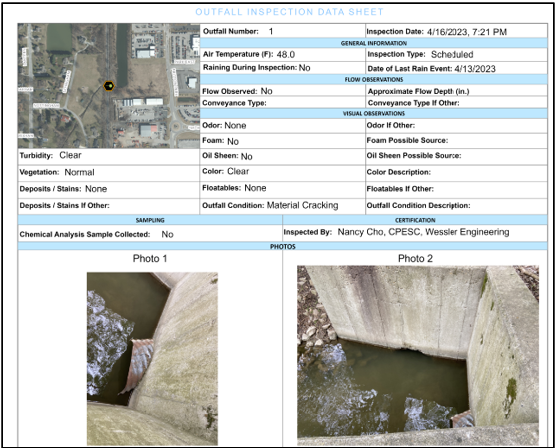 OUTFALL INSPECTION DATA SHEET
Outfall Number: 1 Inspection Date: 4/16/2023, 7:21 PM
GENERAL INFORMATION
Air Temperature (F): 48.0 Inspection Type: Scheduled
Raining During Inspection: No Date of Last Rain Event: 4/13/2023
FLOW OBSERVATIONS
Flow Observed: No Approximate Flow Depth (in.)
Conveyance Type: Conveyance Type If Other:
VISUAL OBSERVATIONS
Odor: None Odor If Other:
Foam: No Foam Possible Source:
Turbidity: Clear Oil Sheen: No Oil Sheen Possible Source:
Vegetation: Normal Color: Clear Color Description:
Deposits / Stains: None Floatables: None Floatables If Other:
Deposits / Stains If Other: Outfall Condition: Material Cracking Outfall Condition Description:
SAMPLING CERTIFICATION
Chemical Analysis Sample Collected: No Inspected By: Nancy Cho, CPESC, Wessler Engineering
PHOTOS
Photo 1 Photo 2